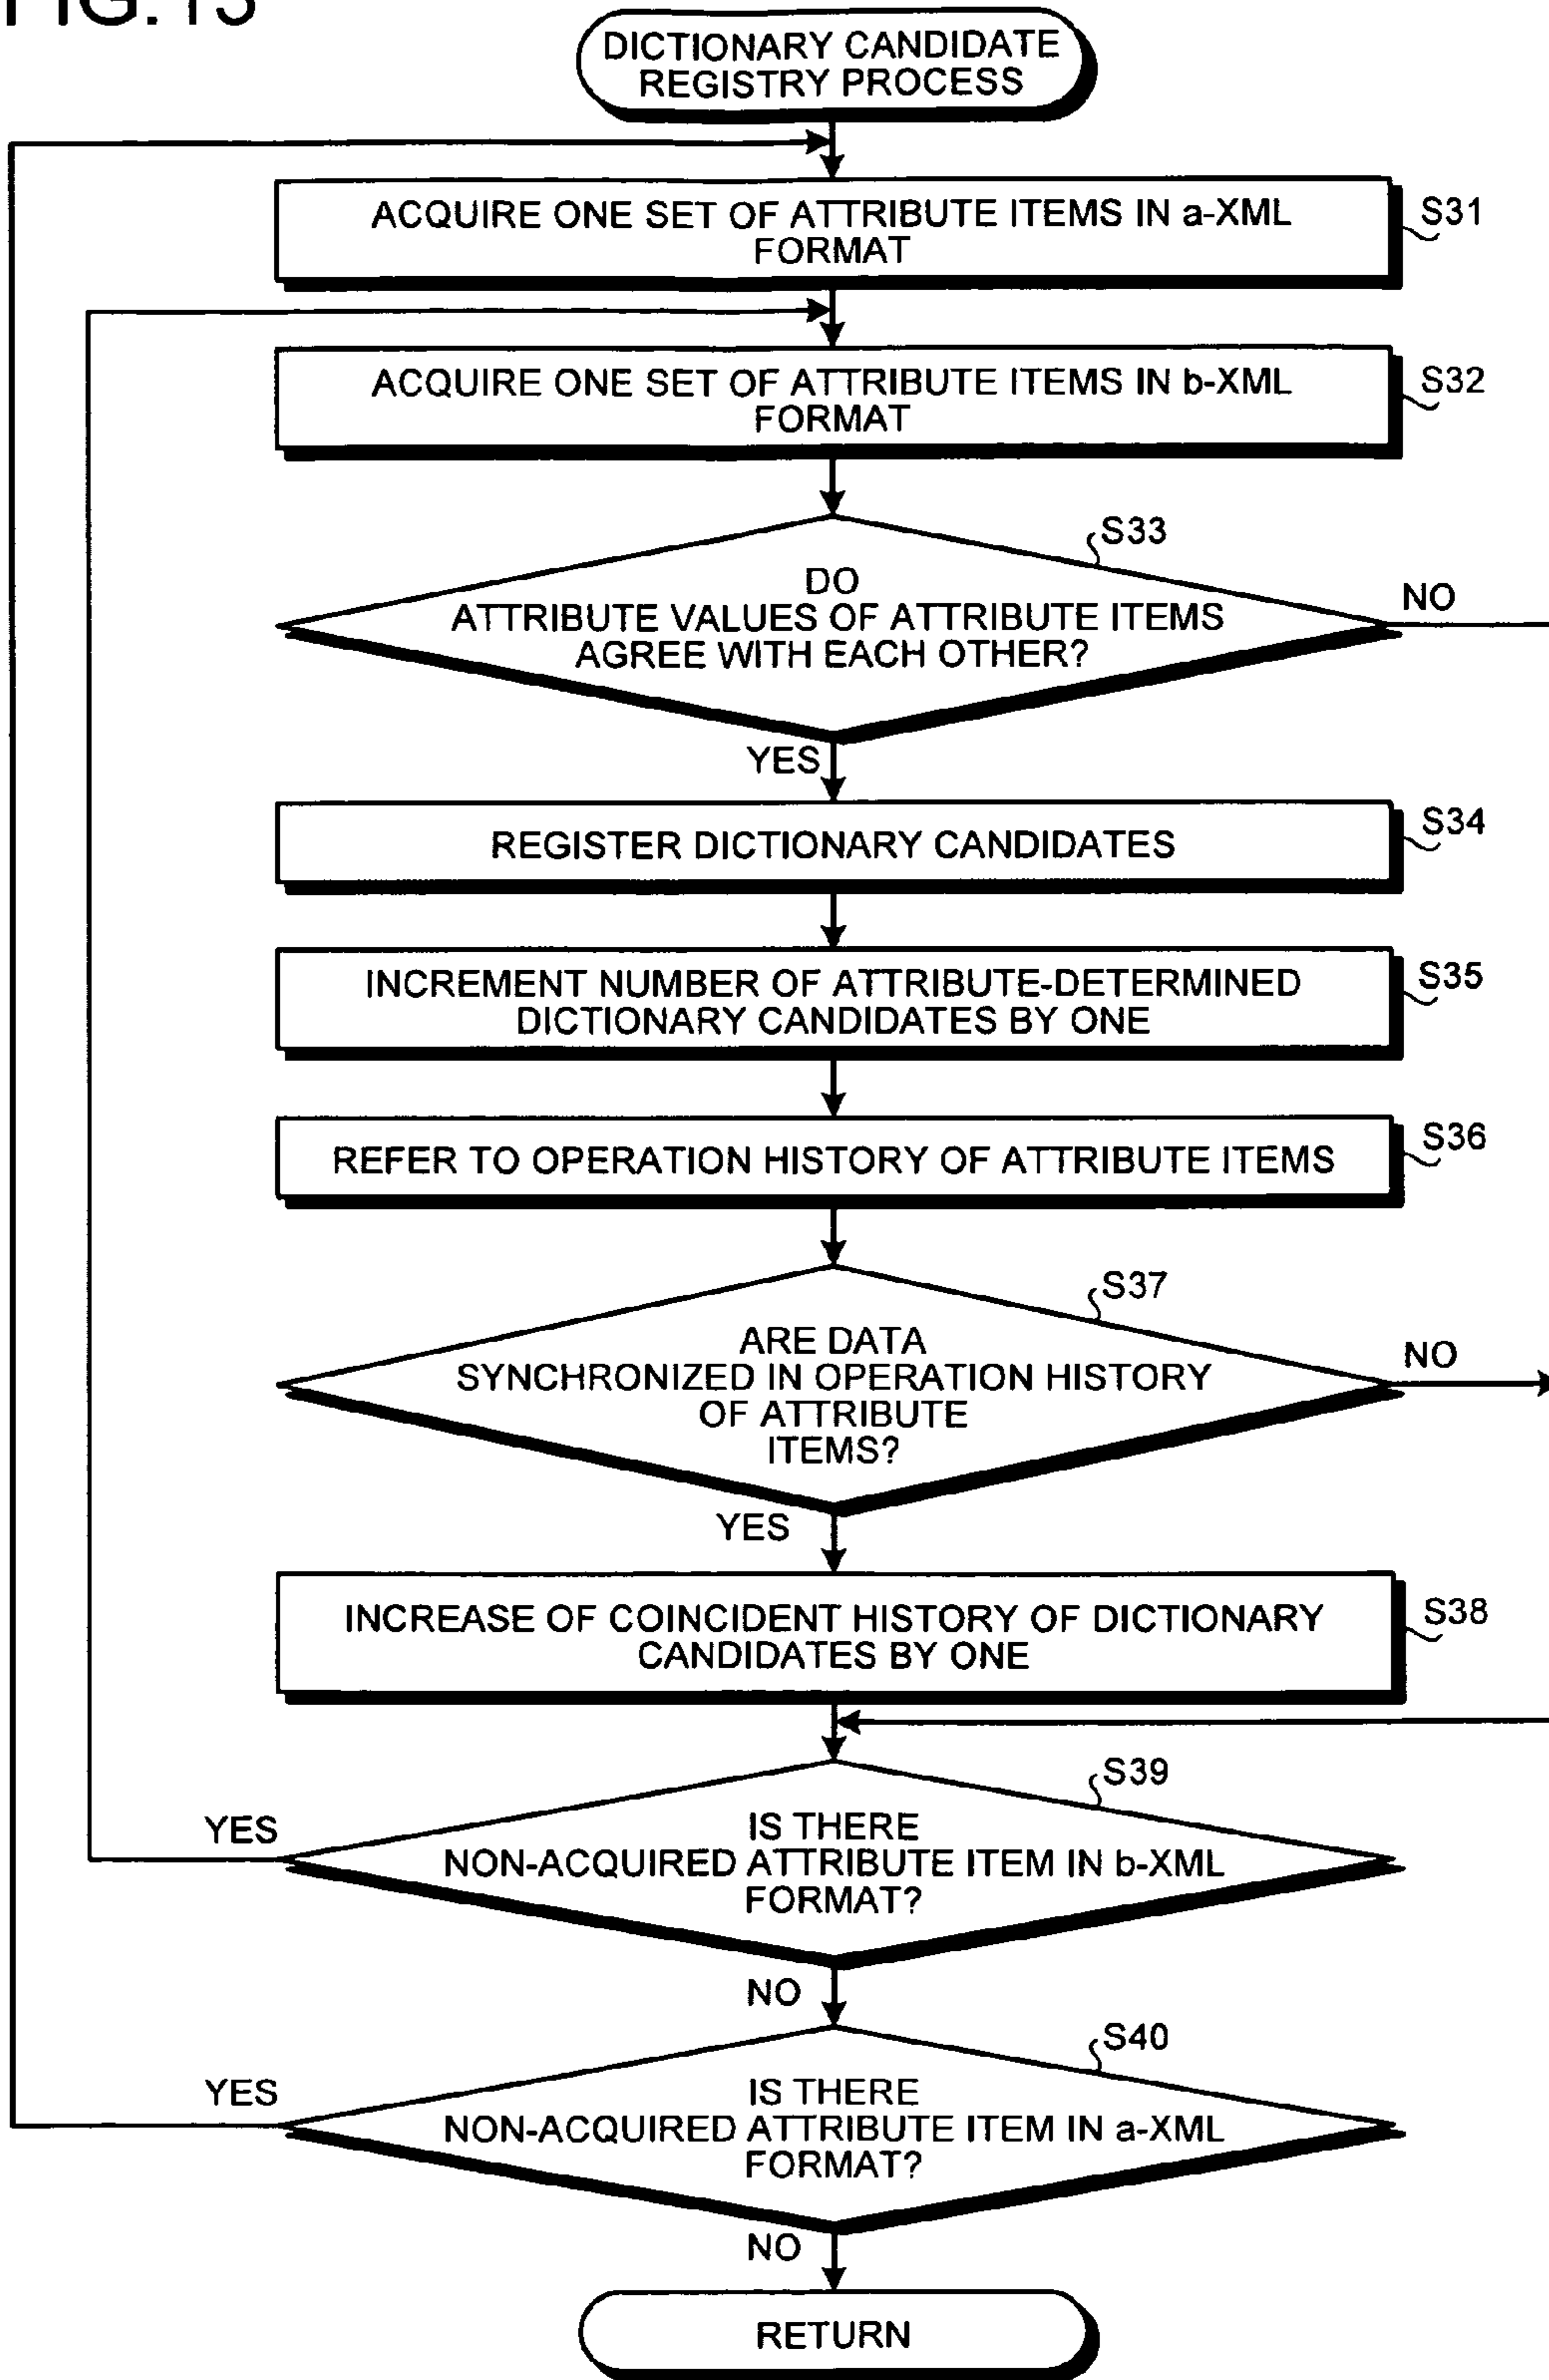 FIG. 13
DICTIONARY CANDIDATE
REGISTRY PROCESS
ACQUIRE ONE SET OF ATTRIBUTE ITEMS IN a-XML
FORMAT
S31
ACQUIRE ONE SET OF ATTRIBUTE ITEMS IN b-XML
FORMAT
S32
S33
DO
ATTRIBUTE VALUES OF ATTRIBUTE ITEMS
AGREE WITH EACH OTHER?
NO
YES
REGISTER DICTIONARY CANDIDATES
S34
INCREMENT NUMBER OF ATTRIBUTE-DETERMINED
DICTIONARY CANDIDATES BY ONE
S35
REFER TO OPERATION HISTORY OF ATTRIBUTE ITEMS
S36
S37
ARE DATA
SYNCHRONIZED IN OPERATION HISTORY
OF ATTRIBUTE
ITEMS?
NO
YES
INCREASE OF COINCIDENT HISTORY OF DICTIONARY
CANDIDATES BY ONE
S38
S39
IS THERE
NON-ACQUIRED ATTRIBUTE ITEM IN b-XML
FORMAT?
YES
NO
S40
IS THERE
NON-ACQUIRED ATTRIBUTE ITEM IN a-XML
FORMAT?
YES
NO
RETURN